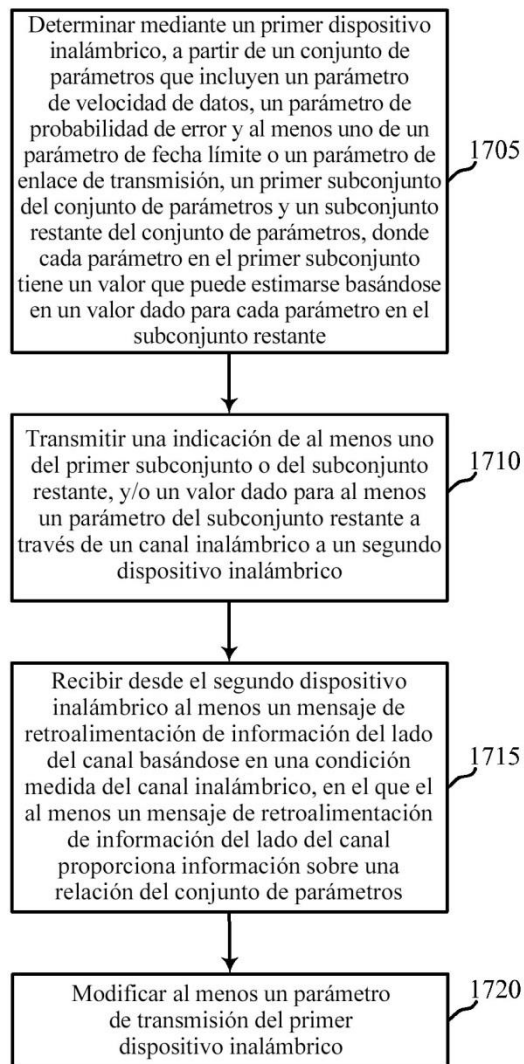 Determinar mediante un primer dispositivo
inalámbrico, a partir de un conjunto de
parámetros que incluyen un parámetro
de velocidad de datos, un parámetro de
probabilidad de error y al menos uno de un
parámetro de fecha límite o un parámetro de
enlace de transmisión, un primer subconjunto
del conjunto de parámetros y un subconjunto
restante del conjunto de parámetros, donde
cada parámetro en el primer subconjunto
tiene un valor que puede estimarse basándose
en un valor dado para cada parámetro en el
subconjunto restante
1705
Transmitir una indicación de al menos uno
del primer subconjunto o del subconjunto
restante, y/o un valor dado para al menos
un parámetro del subconjunto restante a
través de un canal inalámbrico a un segundo
dispositivo inalámbrico
1710
Recibir desde el segundo dispositivo
inalámbrico al menos un mensaje de
retroalimentación de información del lado
del canal basándose en una condición
medida del canal inalámbrico, en el que el
al menos un mensaje de retroalimentación
de información del lado del canal
proporciona información sobre una
relación del conjunto de parámetros
1715
Modificar al menos un parámetro
de transmisión del primer
dispositivo inalámbrico
1720